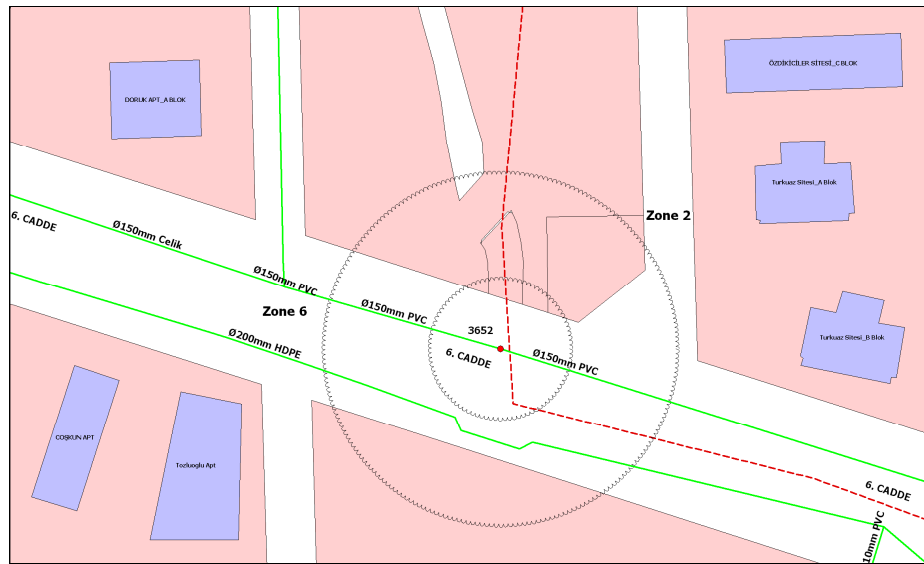 ÖZDİKİCİLER SİTESİ_C BLOK
DORUK APT_A BLOK
Turkuaz Sitesi_A Blok
6. CADDE
Ø150mm Celik
Zone 2
Ø150mm PVC
Ø150mm PVC
Zone 6
3652
Ø200mm HDPE
6. CADDE
Ø150mm PVC
Turkuaz Sitesi_B Blok
COŞKUN APT
Tozluoglu Apt
6. CADDE
10mm PVC